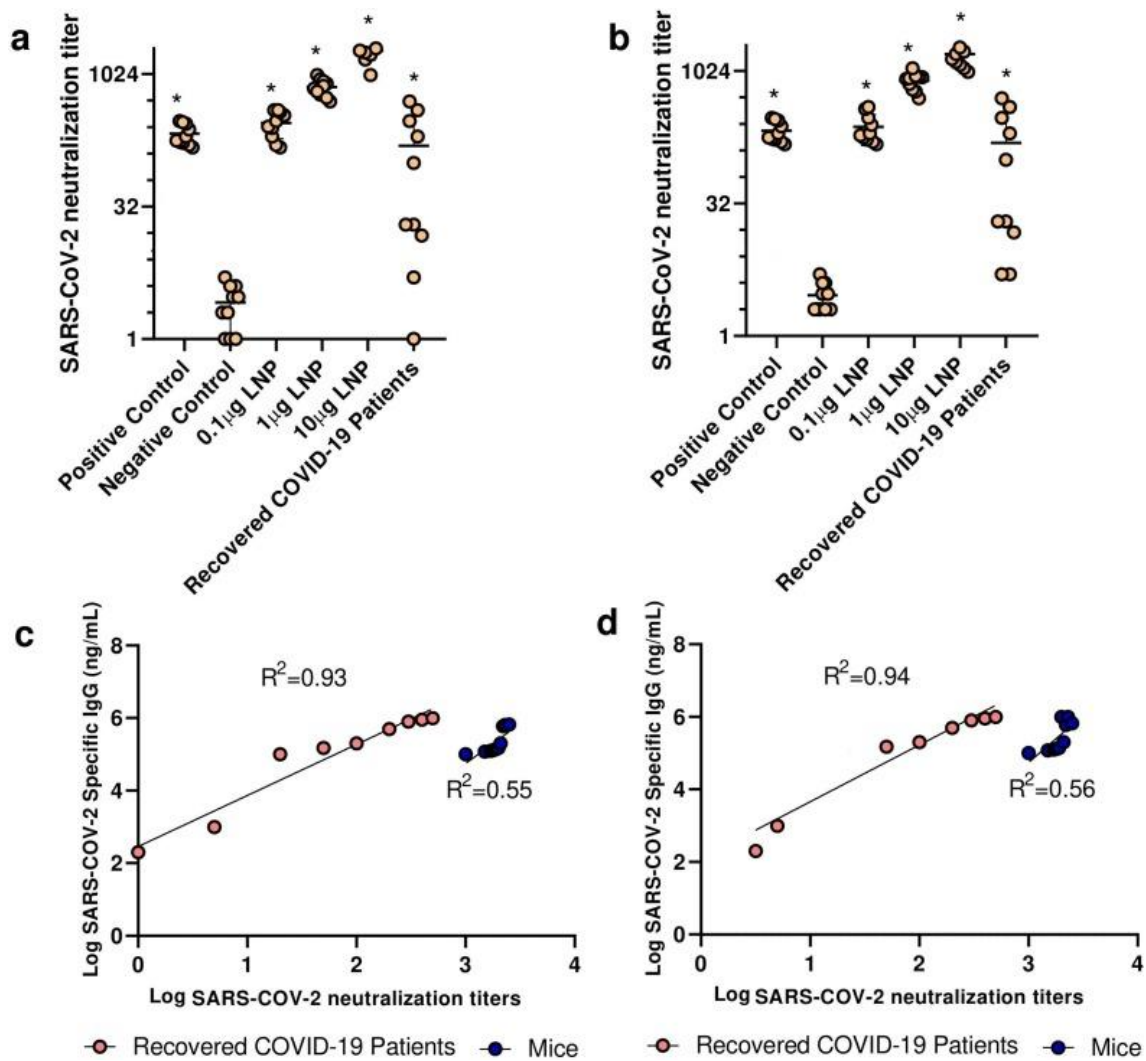 a
SARS-CoV-2 neutralization titer
1024
32
1
*
*
*
*
*
Positive Control
Negative Control
0.1µg LNP
1µg LNP
10µg LNP
Recovered COVID-19 Patients
b
SARS-CoV-2 neutralization titer
1024
32
1
*
*
*
*
*
Positive Control
Negative Control
0.1µg LNP
1µg LNP
10µg LNP
Recovered COVID-19 Patients
c
Log SARS-COV-2 Specific IgG (ng/mL)
8
6
4
2
0
R²=0.93
R²=0.55
0 1 2 3 4
Log SARS-COV-2 neutralization titers
Recovered COVID-19 Patients Mice
d
Log SARS-COV-2 Specific IgG (ng/mL)
8
6
4
2
0
R²=0.94
R²=0.56
0 1 2 3 4
Log SARS-COV-2 neutralization titers
Recovered COVID-19 Patients Mice